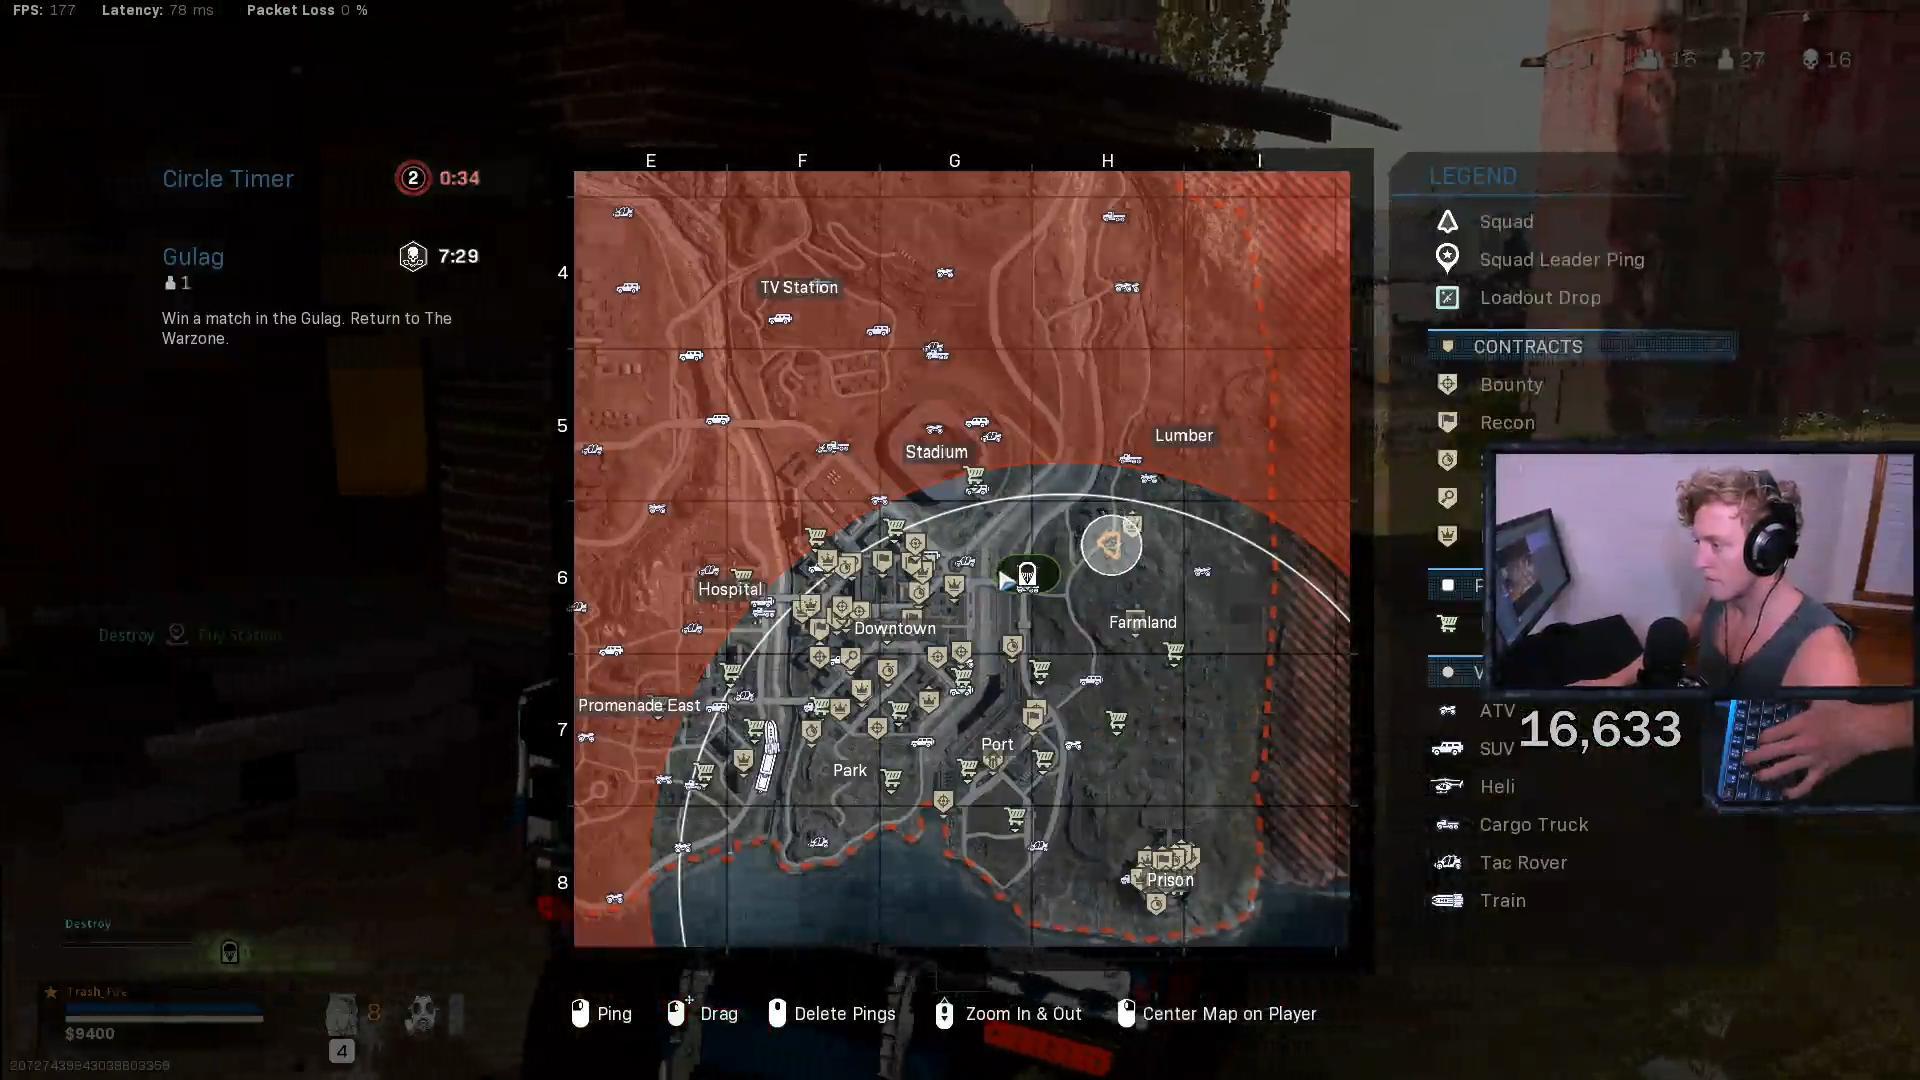 FPS: 177 Latency: 78 ms Packet Loss 0 %
16 27 16
Circle Timer 2 0:34
Gulag 7:29
1
Win a match in the Gulag. Return to The
Warzone.
E F G H I
4
5
6
7
8
TV Station
Stadium
Lumber
Hospital
Downtown
Farmland
Promenade East
Port
Park
Prison
LEGEND
Squad
Squad Leader Ping
Loadout Drop
CONTRACTS
Bounty
Recon
ATV
SUV
Heli
Cargo Truck
Tac Rover
Train
16,633
Destroy Buy Station
Destroy
$9400
8
4
Ping Drag Delete Pings Zoom In & Out Center Map on Player